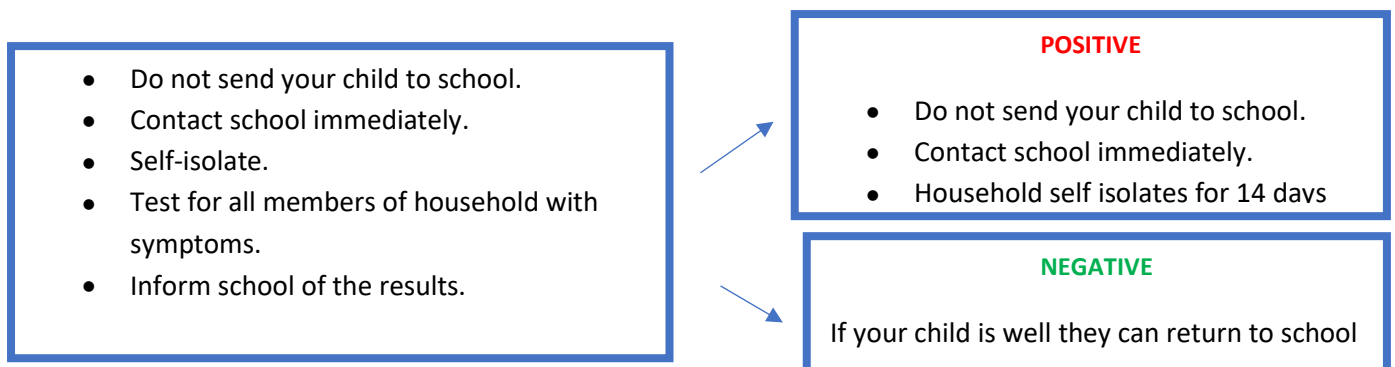 • Do not send your child to school.
• Contact school immediately.
• Self-isolate.
• Test for all members of household with
symptoms.
• Inform school of the results.
POSITIVE
• Do not send your child to school.
• Contact school immediately.
• Household self isolates for 14 days
NEGATIVE
If your child is well they can return to school